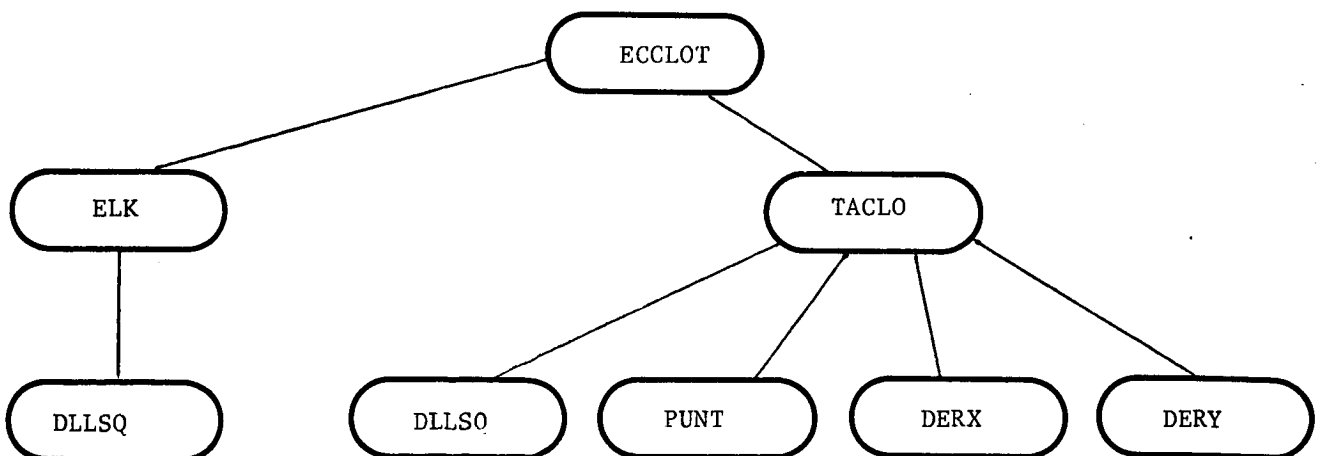 ECCLOT
ELK
TACLO
DLLSQ
DLLSQ
PUNT
DERX
DERY